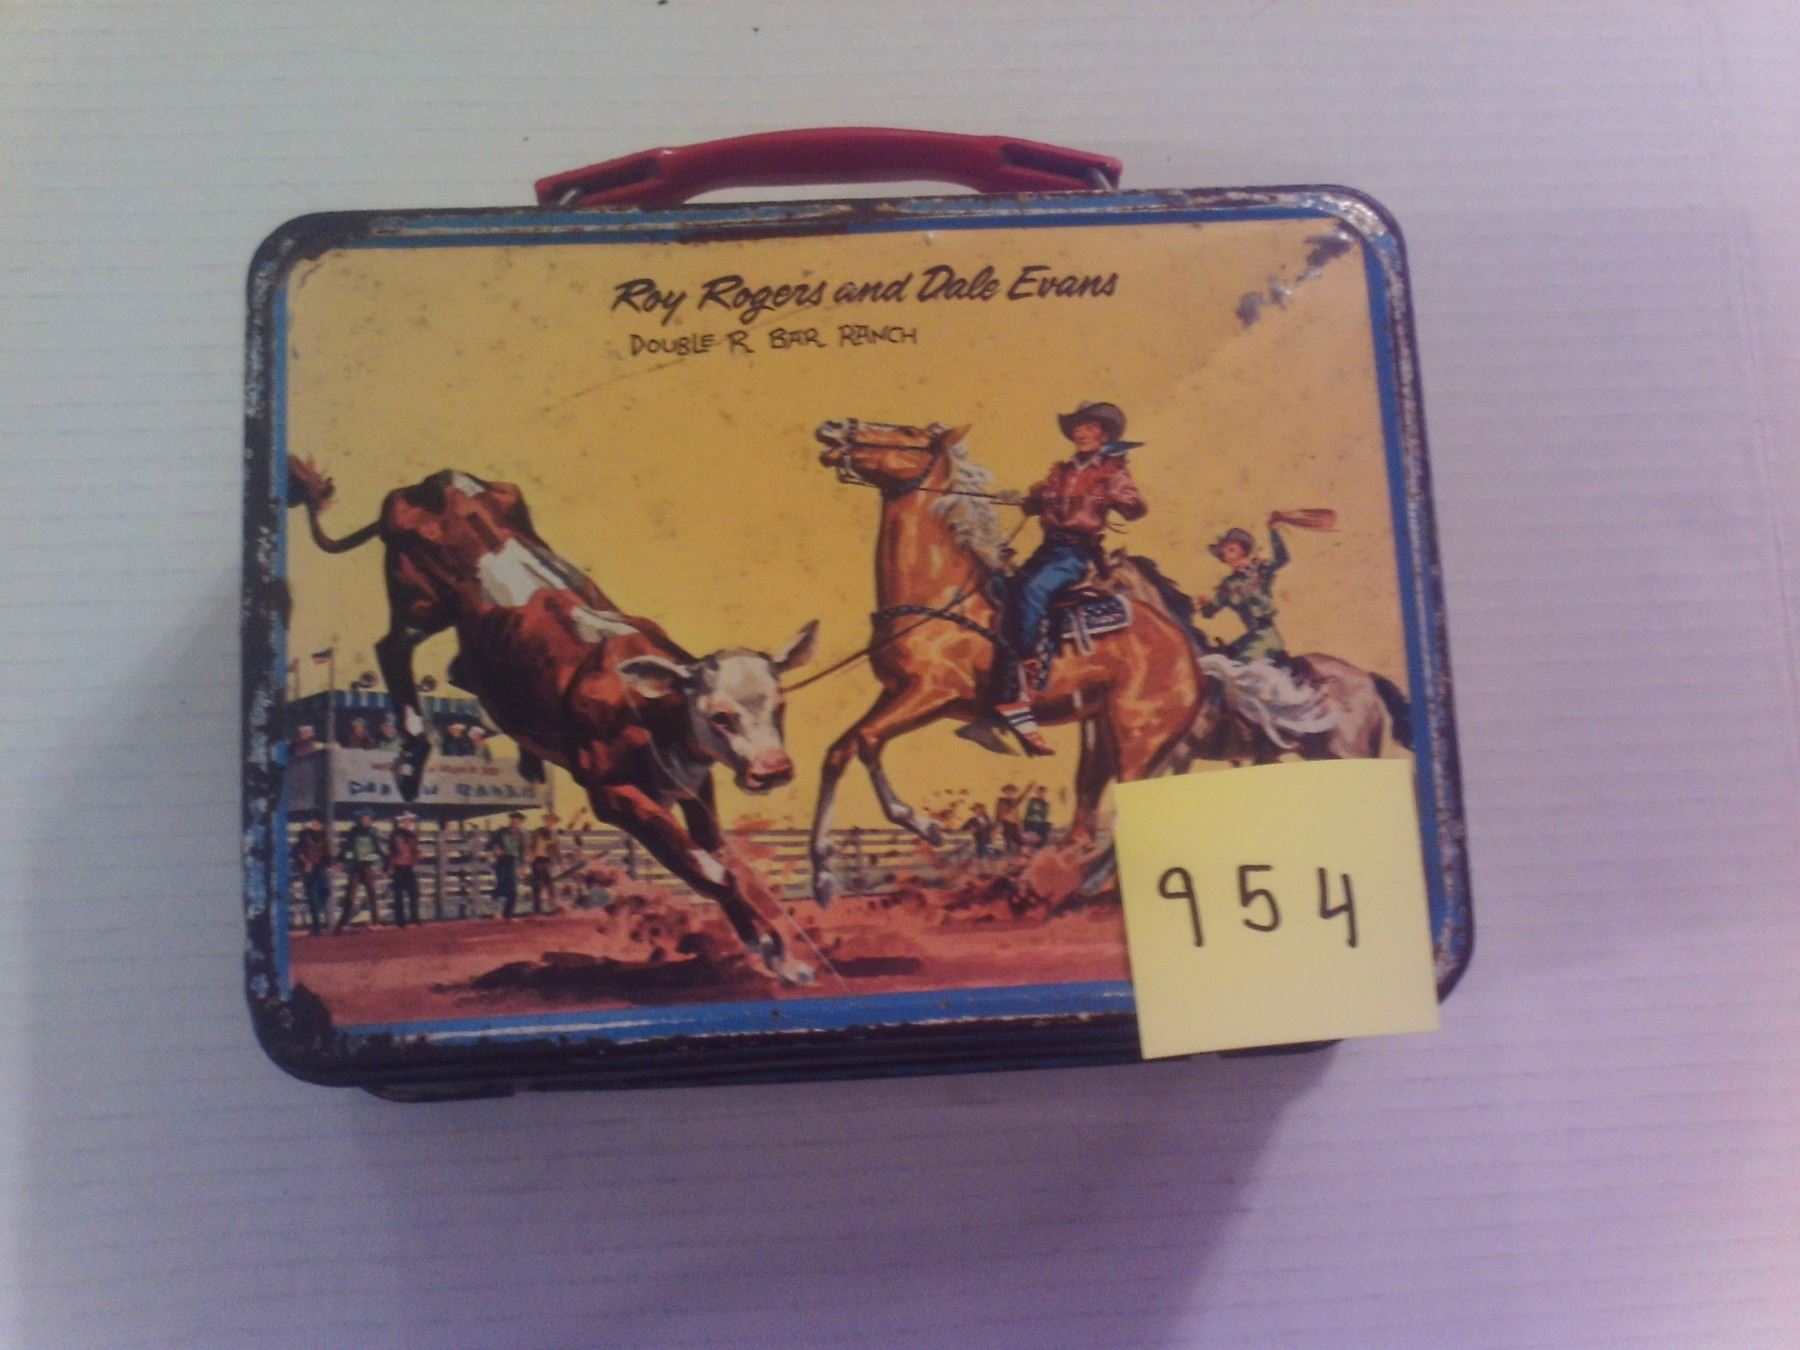 Roy Rogers and Dale Evans
DOUBLE R BAR RANCH
954